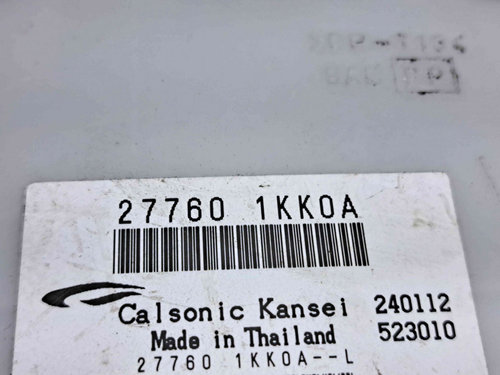 27760 1KK0A
Calsonic Kansei 240112
Made in Thailand 523010
27760 1KK0A--L